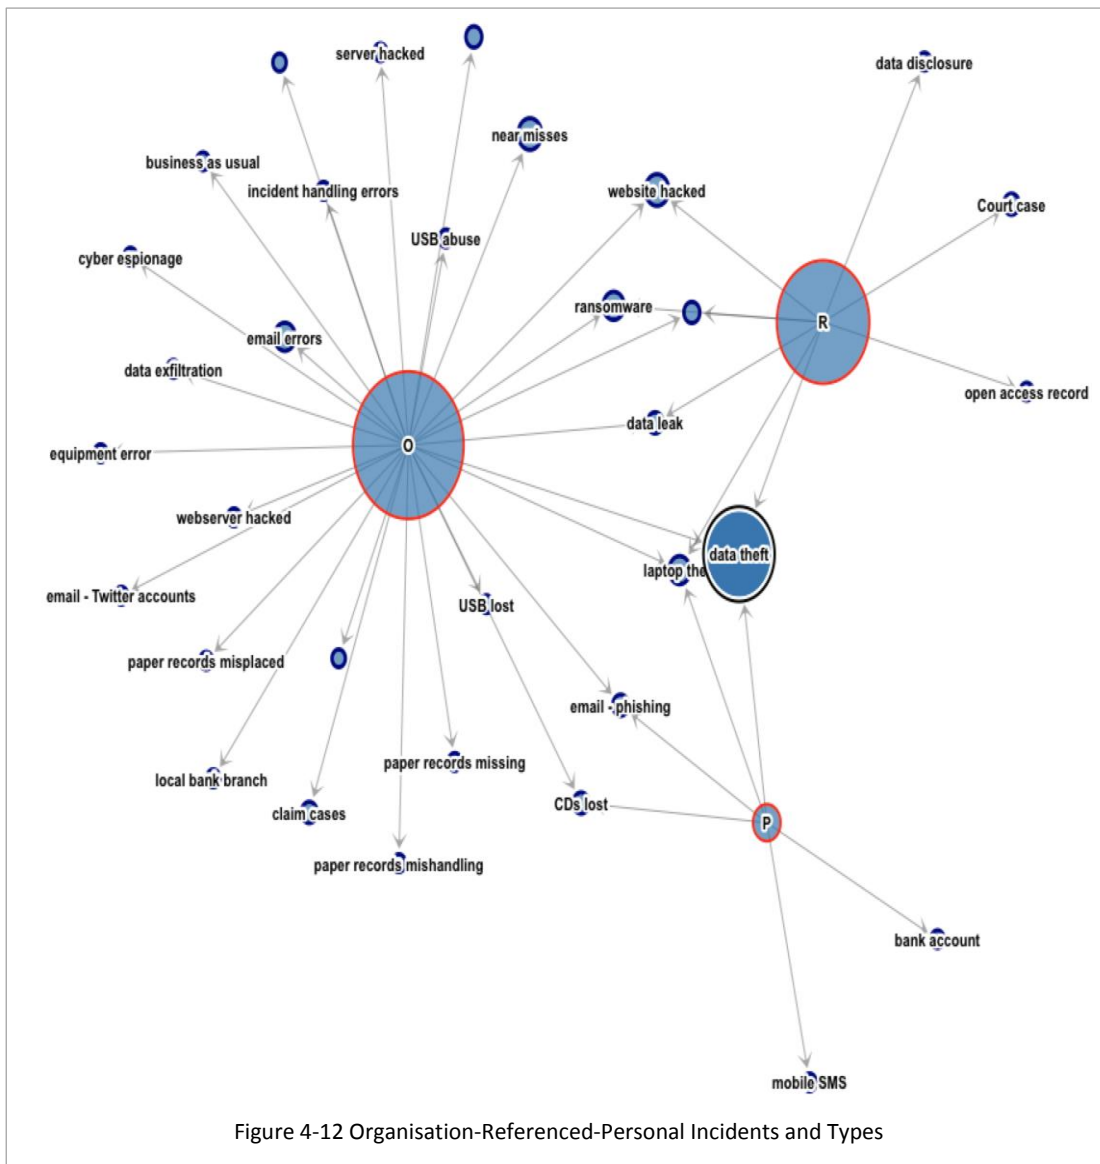 server hacked
data disclosure
near misses
business as usual
incident handling errors
website hacked
Court case
USB abuse
cyber espionage
ransomware
R
email errors
data exfiltration
open access record
data leak
O
equipment error
webserver hacked
data theft
laptop the
email - Twitter accounts
USB lost
paper records misplaced
email - phishing
paper records missing
local bank branch
CDs lost
claim cases
P
paper records mishandling
bank account
mobile SMS
Figure 4-12 Organisation-Referenced-Personal Incidents and Types